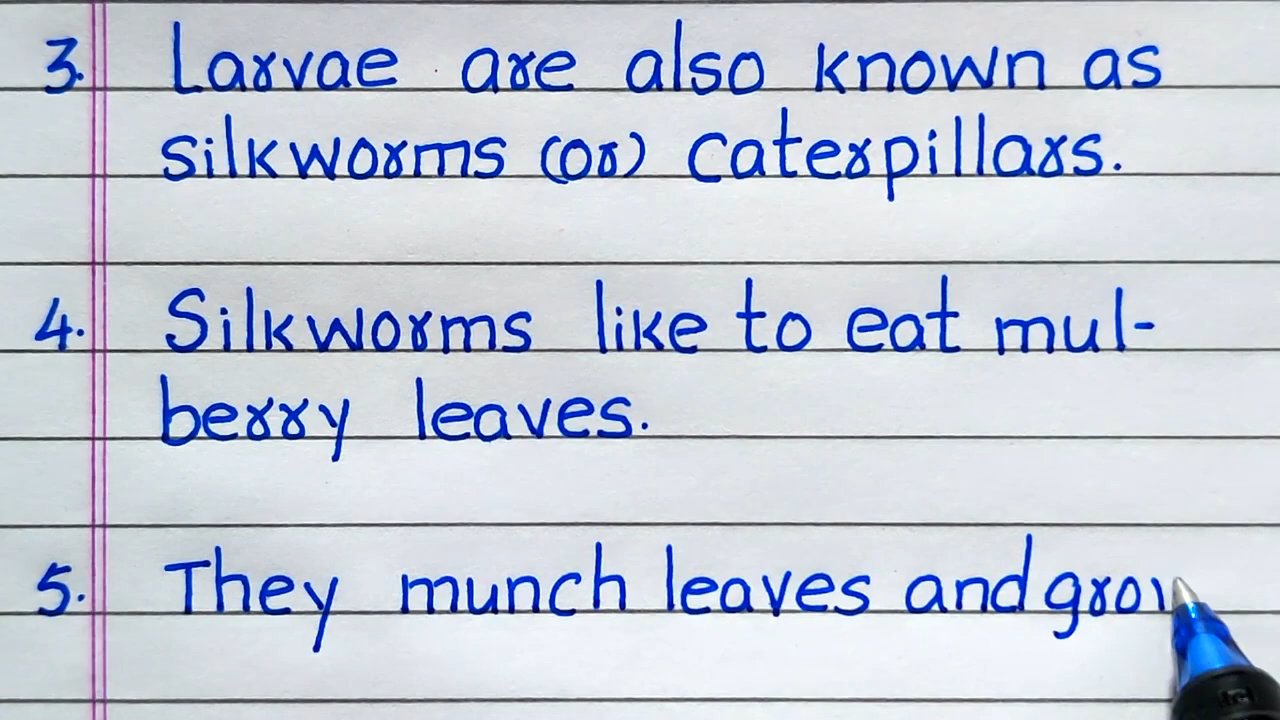 3. Larvae are also known as
silkworms (or) Caterpillars.
4. Silkworms like to eat mul-
berry leaves.
5. They munch leaves and